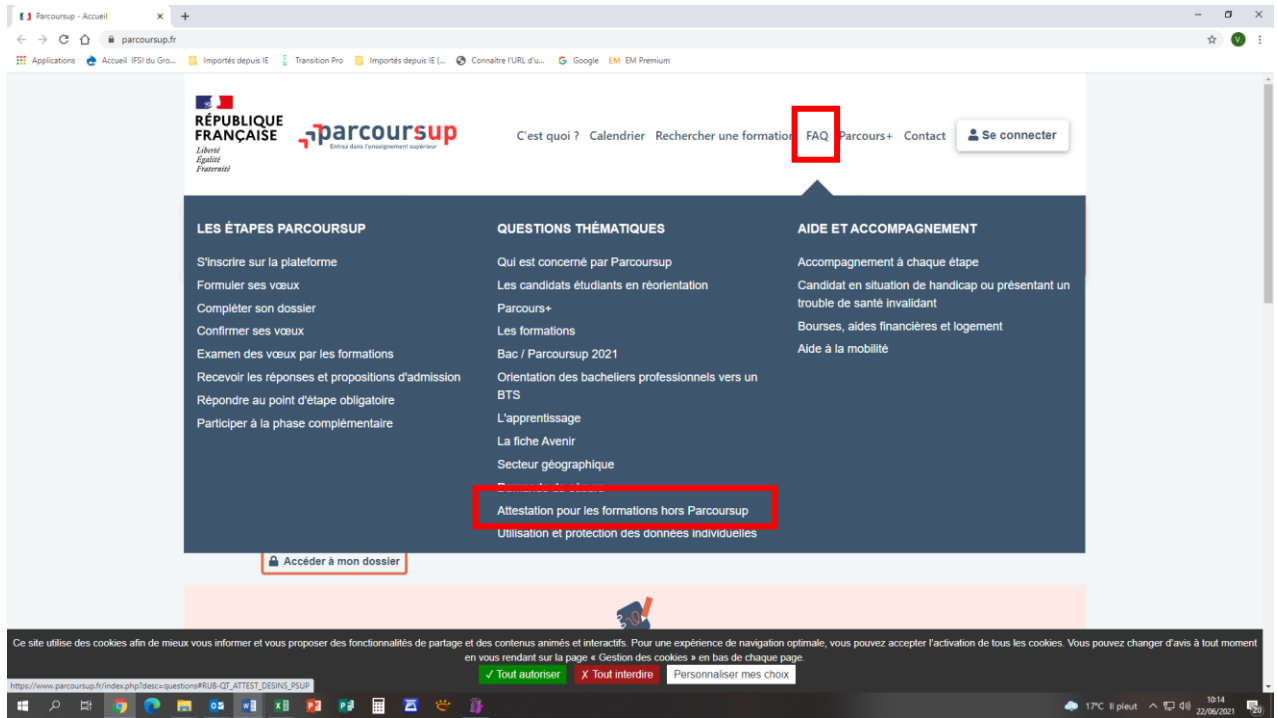 Parcoursup - Accueil
parcoursup.fr
Applications
Accueil IFSI du Gro...
Importés depuis IE
Transition Pro
Importés depuis IE (...
Connaître l'URL d'u...
Google
EM Premium
RÉPUBLIQUE
FRANÇAISE
Liberté
Égalité
Fraternité
parcoursup
Entrez dans l'enseignement supérieur
C'est quoi ? Calendrier Rechercher une formation FAQ Parcours+ Contact Se connecter
LES ÉTAPES PARCOURSUP
S'inscrire sur la plateforme
Formuler ses vœux
Compléter son dossier
Confirmer ses vœux
Examen des vœux par les formations
Recevoir les réponses et propositions d'admission
Répondre au point d'étape obligatoire
Participer à la phase complémentaire
QUESTIONS THÉMATIQUES
Qui est concerné par Parcoursup
Les candidats étudiants en réorientation
Parcours+
Les formations
Bac / Parcoursup 2021
Orientation des bacheliers professionnels vers un
BTS
L'apprentissage
La fiche Avenir
Secteur géographique
Attestation pour les formations hors Parcoursup
Utilisation et protection des données individuelles
AIDE ET ACCOMPAGNEMENT
Accompagnement à chaque étape
Candidat en situation de handicap ou présentant un
trouble de santé invalidant
Bourses, aides financières et logement
Aide à la mobilité
Accéder à mon dossier
Ce site utilise des cookies afin de mieux vous informer et vous proposer des fonctionnalités de partage et des contenus animés et interactifs. Pour une expérience de navigation optimale, vous pouvez accepter l'activation de tous les cookies. Vous pouvez changer d'avis à tout moment
en vous rendant sur la page « Gestion des cookies » en bas de chaque page.
✓ Tout autoriser
X Tout interdire
Personnaliser mes choix
https://www.parcoursup.fr/index.php?desc=questions#RUB-QT_ATTEST_DESINS_PSUP
17°C Il pleut
10:14
22/06/2021
20